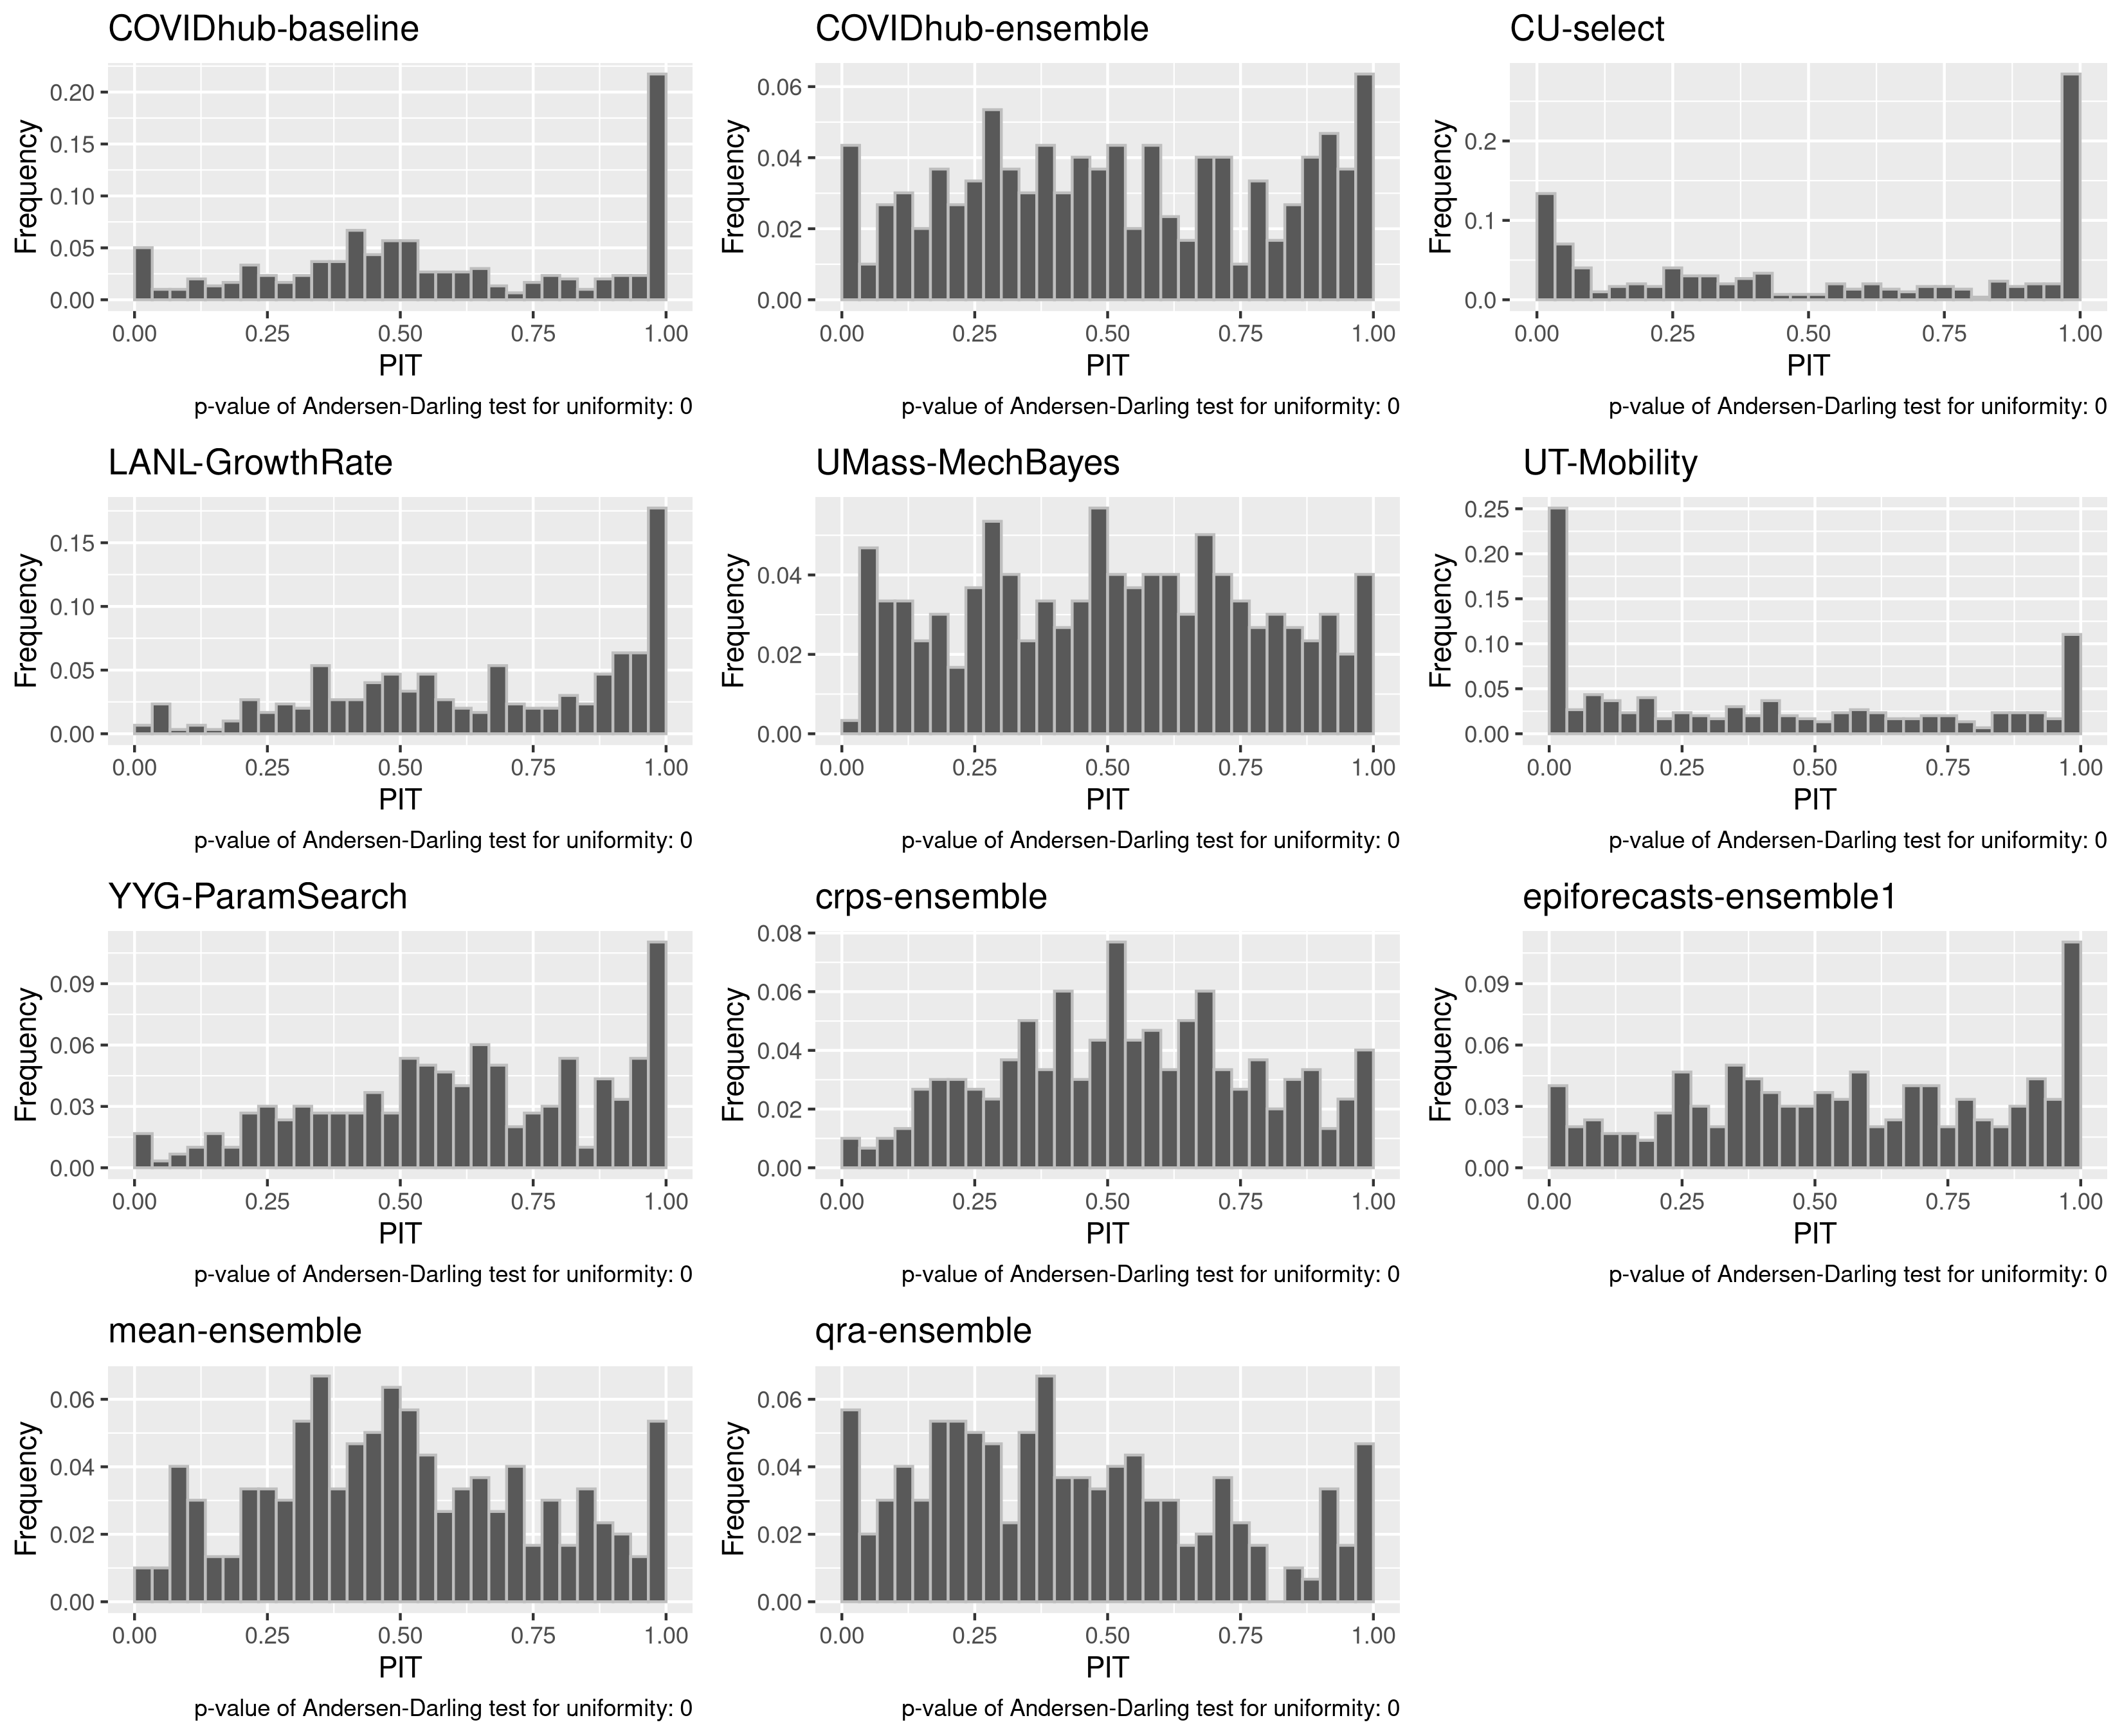 COVIDhub-baseline
COVIDhub-ensemble
CU-select
Frequency
0.20
0.15
0.10
0.05
0.00
0.00 0.25 0.50 0.75 1.00
PIT
p-value of Andersen-Darling test for uniformity: 0
Frequency
0.06
0.04
0.02
0.00
0.00 0.25 0.50 0.75 1.00
PIT
p-value of Andersen-Darling test for uniformity: 0
Frequency
0.2
0.1
0.0
0.00 0.25 0.50 0.75 1.00
PIT
p-value of Andersen-Darling test for uniformity: 0
LANL-GrowthRate
UMass-MechBayes
UT-Mobility
Frequency
0.15
0.10
0.05
0.00
0.00 0.25 0.50 0.75 1.00
PIT
p-value of Andersen-Darling test for uniformity: 0
Frequency
0.04
0.02
0.00
0.00 0.25 0.50 0.75 1.00
PIT
p-value of Andersen-Darling test for uniformity: 0
Frequency
0.25
0.20
0.15
0.10
0.05
0.00
0.00 0.25 0.50 0.75 1.00
PIT
p-value of Andersen-Darling test for uniformity: 0
YYG-ParamSearch
crps-ensemble
epiforecasts-ensemble1
Frequency
0.09
0.06
0.03
0.00
0.00 0.25 0.50 0.75 1.00
PIT
p-value of Andersen-Darling test for uniformity: 0
Frequency
0.08
0.06
0.04
0.02
0.00
0.00 0.25 0.50 0.75 1.00
PIT
p-value of Andersen-Darling test for uniformity: 0
Frequency
0.09
0.06
0.03
0.00
0.00 0.25 0.50 0.75 1.00
PIT
p-value of Andersen-Darling test for uniformity: 0
mean-ensemble
qra-ensemble
Frequency
0.06
0.04
0.02
0.00
0.00 0.25 0.50 0.75 1.00
PIT
p-value of Andersen-Darling test for uniformity: 0
Frequency
0.06
0.04
0.02
0.00
0.00 0.25 0.50 0.75 1.00
PIT
p-value of Andersen-Darling test for uniformity: 0